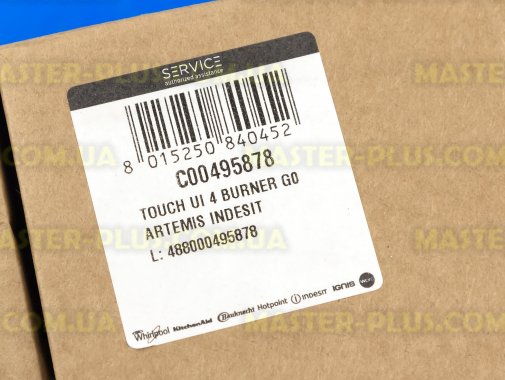 SERVICE
authorized assistance
8 015250 840452
C00495878
TOUCH UI 4 BURNER GO
ARTEMIS INDESIT
L: 488000495878
Whirlpool KitchenAid Bauknecht Hotpoint indesit IGNIS
MASTER-PLUS.COM.UA